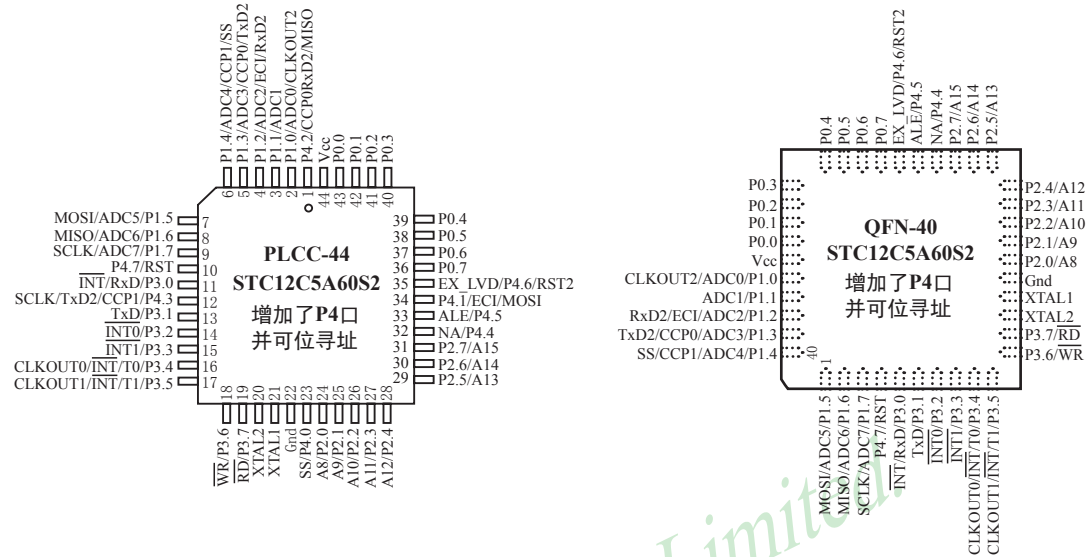 P1.4/ADC4/CCP1/SS
P1.3/ADC3/CCP0/TxD2
P1.2/ADC2/ECI/RxD2
P1.1/ADC1
P1.0/ADC0/CLKOUT2
P4.2/CCP0RxD2/MISO
Vcc
P0.0
P0.1
P0.2
P0.3
6
5
4
3
2
1
44
43
42
41
40
MOSI/ADC5/P1.5
MISO/ADC6/P1.6
SCLK/ADC7/P1.7
P4.7/RST
INT/RxD/P3.0
SCLK/TxD2/CCP1/P4.3
TxD/P3.1
INT0/P3.2
INT1/P3.3
CLKOUT0/INT/T0/P3.4
CLKOUT1/INT/T1/P3.5
7
8
9
10
11
12
13
14
15
16
17
PLCC-44
STC12C5A60S2
增加了P4口
并可位寻址
39
38
37
36
35
34
33
32
31
30
29
P0.4
P0.5
P0.6
P0.7
EX_LVD/P4.6/RST2
P4.1/ECI/MOSI
ALE/P4.5
NA/P4.4
P2.7/A15
P2.6/A14
P2.5/A13
18
19
20
21
22
23
24
25
26
27
28
WR/P3.6
RD/P3.7
XTAL2
XTAL1
Gnd
SS/P4.0
A8/P2.0
A9/P2.1
A10/P2.2
A11/P2.3
A12/P2.4
P0.4
P0.5
P0.6
P0.7
EX_LVD/P4.6/RST2
ALE/P4.5
NA/P4.4
P2.7/A15
P2.6/A14
P2.5/A13
P0.3
P0.2
P0.1
P0.0
Vcc
CLKOUT2/ADC0/P1.0
ADC1/P1.1
RxD2/ECI/ADC2/P1.2
TxD2/CCP0/ADC3/P1.3
SS/CCP1/ADC4/P1.4
QFN-40
STC12C5A60S2
增加了P4口
并可位寻址
40
1
P2.4/A12
P2.3/A11
P2.2/A10
P2.1/A9
P2.0/A8
Gnd
XTAL1
XTAL2
P3.7/RD
P3.6/WR
MOSI/ADC5/P1.5
MISO/ADC6/P1.6
SCLK/ADC7/P1.7
P4.7/RST
INT/RxD/P3.0
TxD/P3.1
INT0/P3.2
INT1/P3.3
CLKOUT0/INT/T0/P3.4
CLKOUT1/INT/T1/P3.5
Limited.